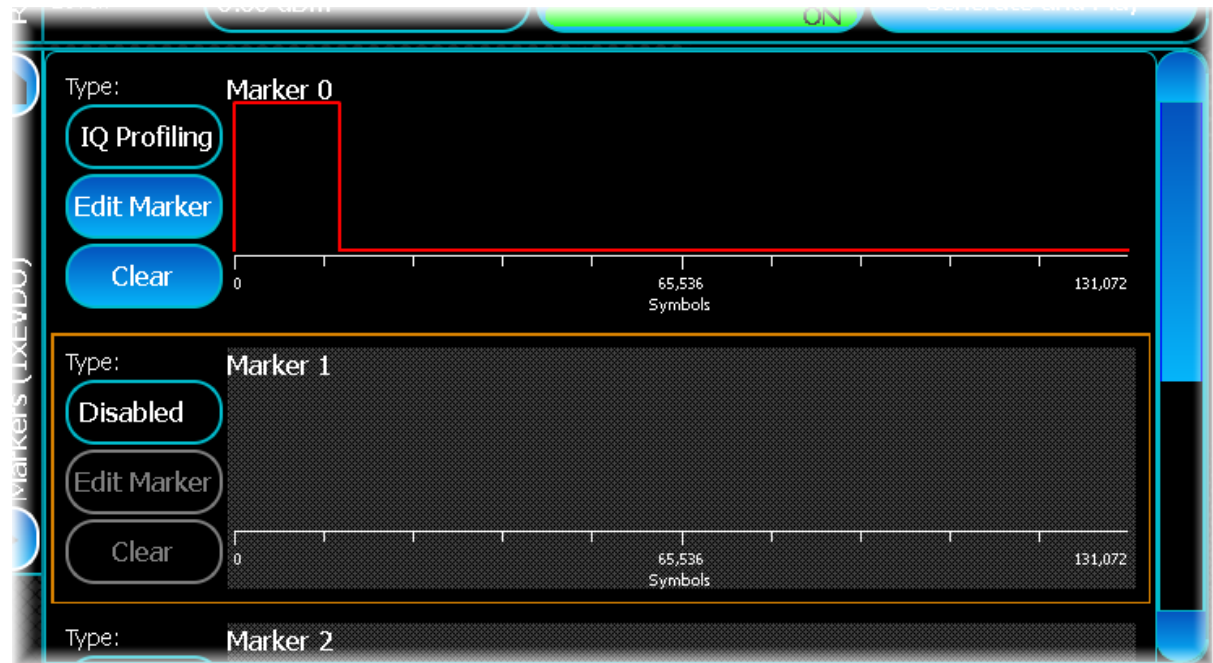 ON
Markers (1XEVDO)
Type:
Marker 0
IQ Profiling
Edit Marker
Clear
0
65,536
131,072
Symbols
Type:
Marker 1
Disabled
Edit Marker
Clear
0
65,536
131,072
Symbols
Type:
Marker 2